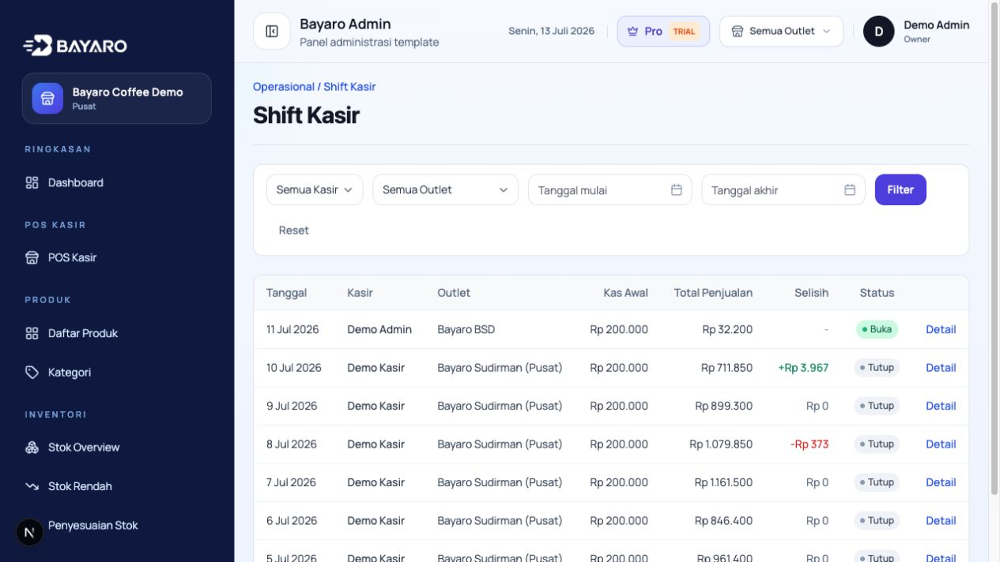 BAYARO
Bayaro Coffee Demo
Pusat
RINGKASAN
Dashboard
POS KASIR
POS Kasir
PRODUK
Daftar Produk
Kategori
INVENTORI
Stok Overview
Stok Rendah
Penyesuaian Stok
N
Bayaro Admin
Panel administrasi template
Senin, 13 Juli 2026
Pro TRIAL
Semua Outlet
D
Demo Admin
Owner
Operasional / Shift Kasir
Shift Kasir
Semua Kasir Semua Outlet Tanggal mulai Tanggal akhir Filter
Reset
Tanggal Kasir Outlet Kas Awal Total Penjualan Selisih Status
11 Jul 2026 Demo Admin Bayaro BSD Rp 200.000 Rp 32.200 - Buka Detail
10 Jul 2026 Demo Kasir Bayaro Sudirman (Pusat) Rp 200.000 Rp 711.850 +Rp 3.967 Tutup Detail
9 Jul 2026 Demo Kasir Bayaro Sudirman (Pusat) Rp 200.000 Rp 899.300 Rp 0 Tutup Detail
8 Jul 2026 Demo Kasir Bayaro Sudirman (Pusat) Rp 200.000 Rp 1.079.850 -Rp 373 Tutup Detail
7 Jul 2026 Demo Kasir Bayaro Sudirman (Pusat) Rp 200.000 Rp 1.161.500 Rp 0 Tutup Detail
6 Jul 2026 Demo Kasir Bayaro Sudirman (Pusat) Rp 200.000 Rp 846.400 Rp 0 Tutup Detail
5 Jul 2026 Demo Kasir Bayaro Sudirman (Pusat) Rp 200.000 Rp 961.400 Rp 0 Tutup Detail